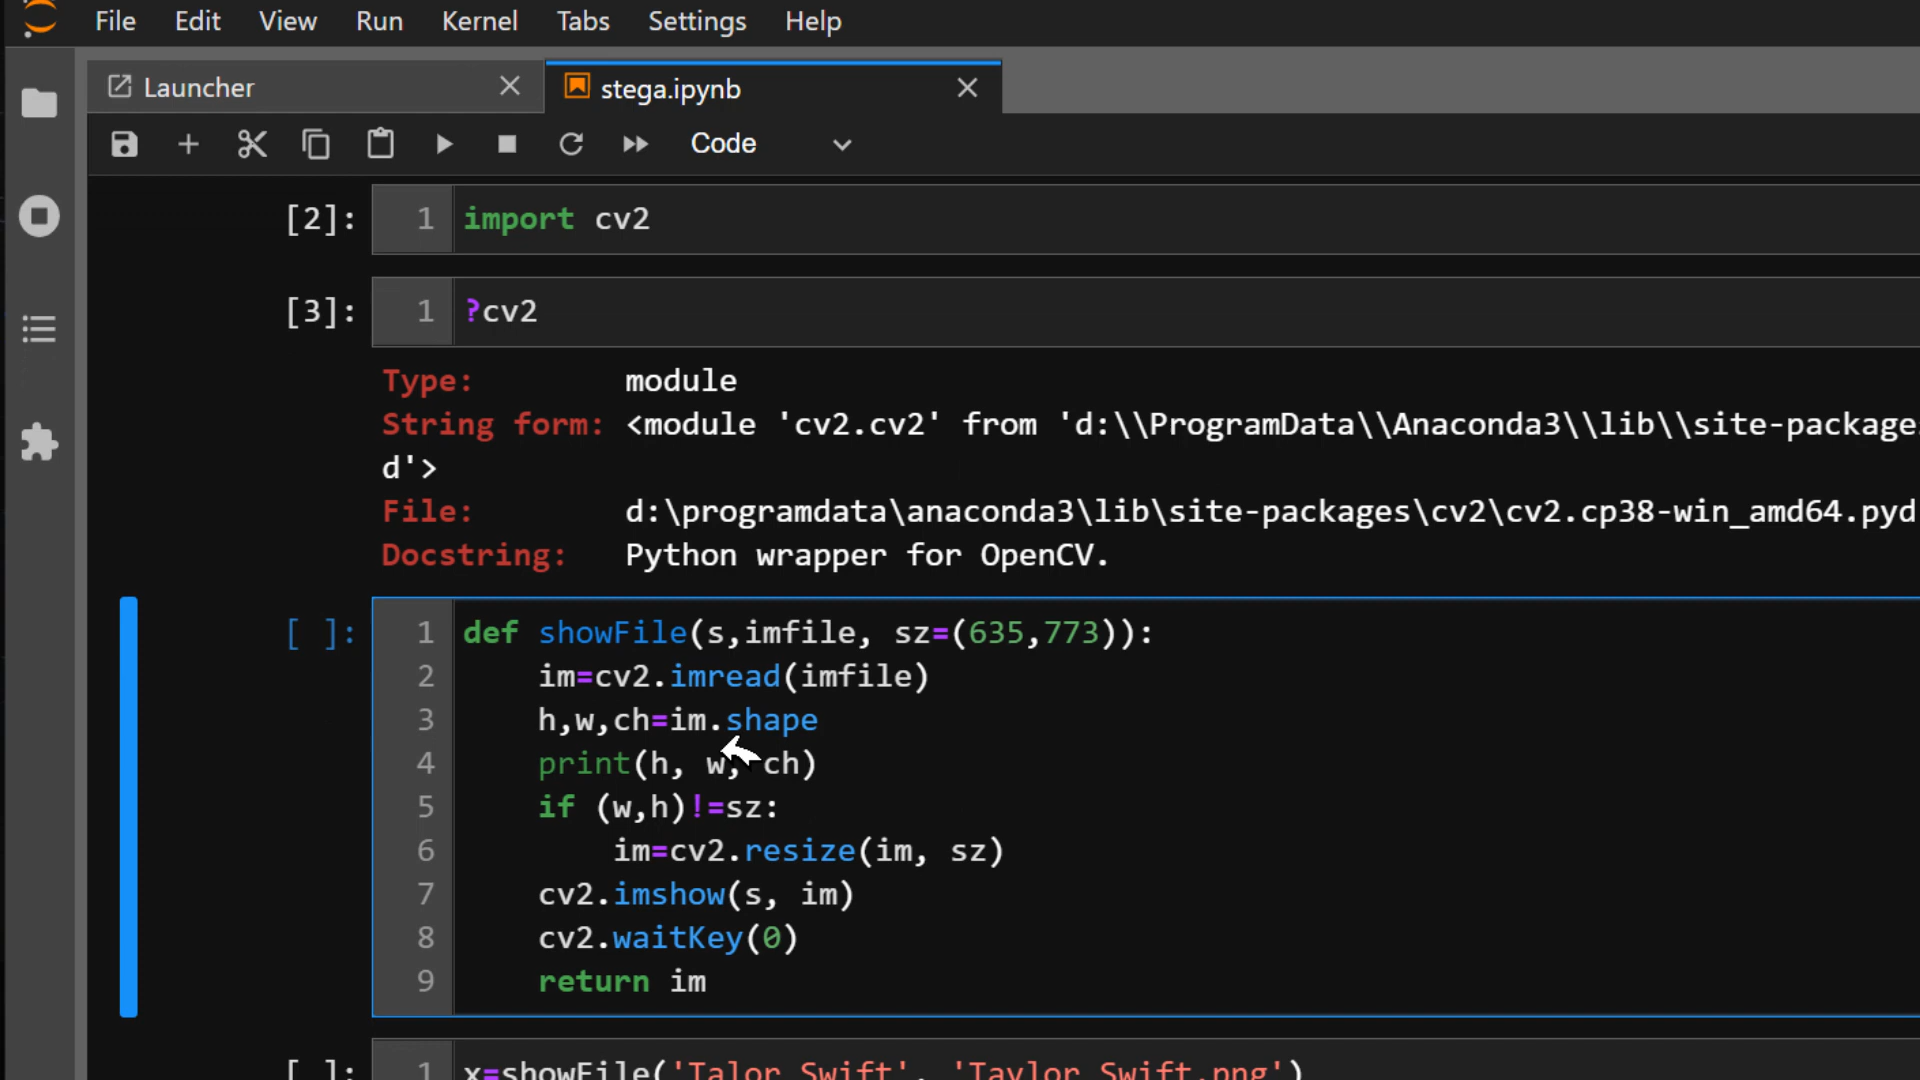 File Edit View Run Kernel Tabs Settings Help
Launcher stega.ipynb
Code
[2]: 1 import cv2
[3]: 1 ?cv2
Type: module
String form: <module 'cv2.cv2' from 'd:\\ProgramData\\Anaconda3\\lib\\site-package
d'>
File: d:\programdata\anaconda3\lib\site-packages\cv2\cv2.cp38-win_amd64.pyd
Docstring: Python wrapper for OpenCV.
[ ]: 1 def showFile(s,imfile, sz=(635,773)):
2 im=cv2.imread(imfile)
3 h,w,ch=im.shape
4 print(h, w, ch)
5 if (w,h)!=sz:
6 im=cv2.resize(im, sz)
7 cv2.imshow(s, im)
8 cv2.waitKey(0)
9 return im
[ ]: 1 x=showFile('Talor Swift', 'Taylor Swift.png')